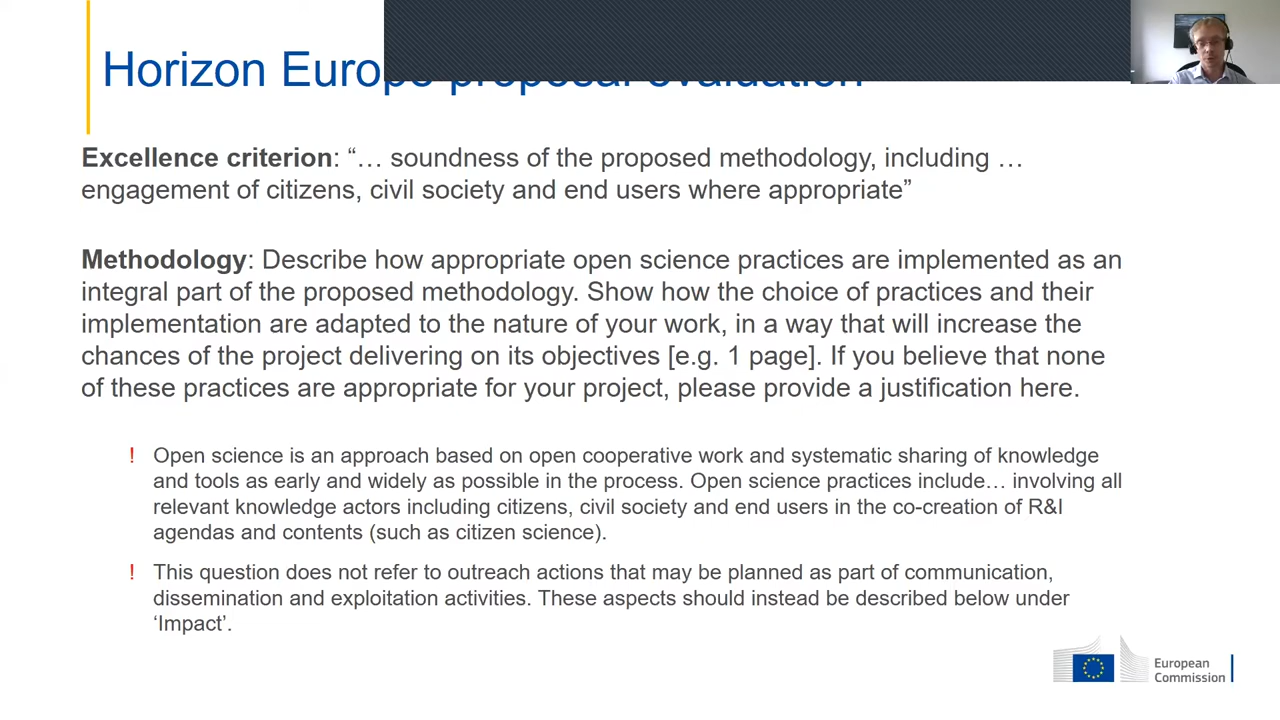 Horizon Europe proposal evaluation
Excellence criterion: “… soundness of the proposed methodology, including …
engagement of citizens, civil society and end users where appropriate”
Methodology: Describe how appropriate open science practices are implemented as an
integral part of the proposed methodology. Show how the choice of practices and their
implementation are adapted to the nature of your work, in a way that will increase the
chances of the project delivering on its objectives [e.g. 1 page]. If you believe that none
of these practices are appropriate for your project, please provide a justification here.
! Open science is an approach based on open cooperative work and systematic sharing of knowledge
and tools as early and widely as possible in the process. Open science practices include… involving all
relevant knowledge actors including citizens, civil society and end users in the co-creation of R&I
agendas and contents (such as citizen science).
! This question does not refer to outreach actions that may be planned as part of communication,
dissemination and exploitation activities. These aspects should instead be described below under
‘Impact’.
European
Commission